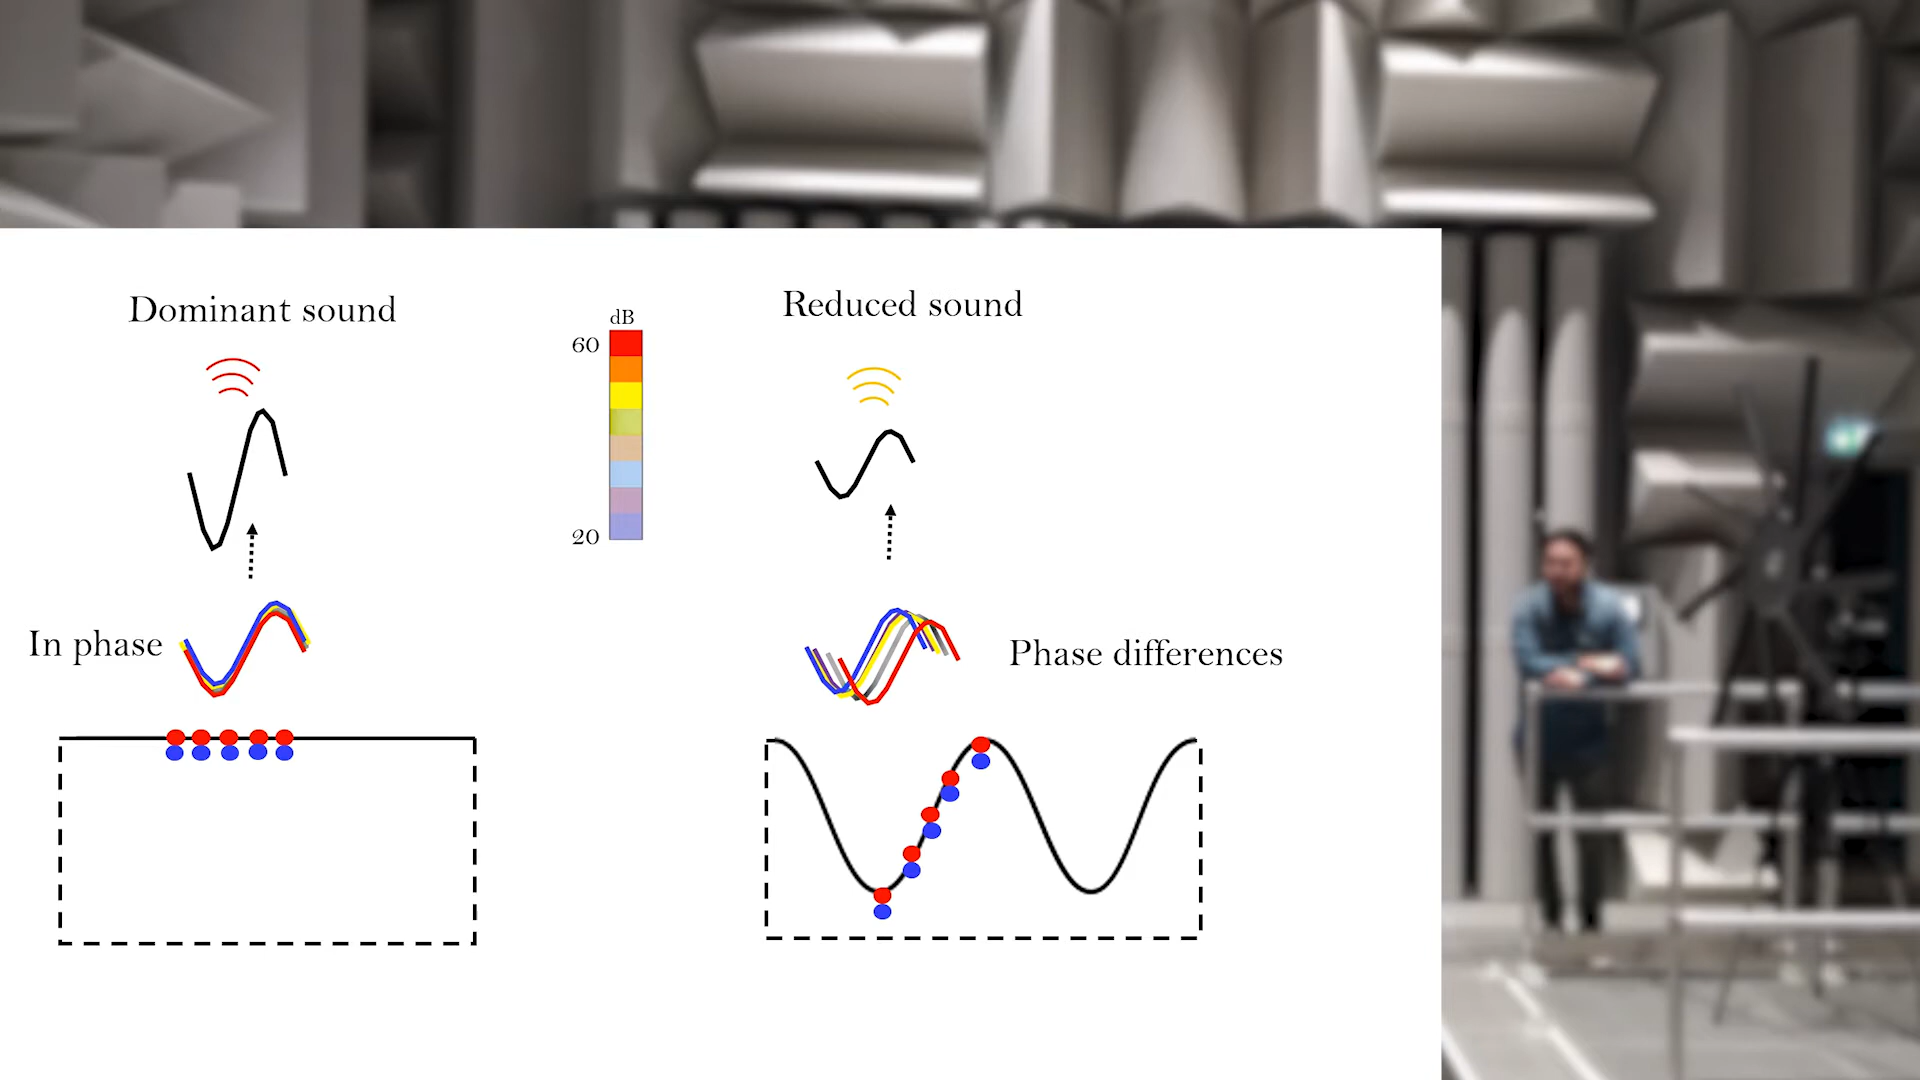 Dominant sound
Reduced sound
dB
60
20
In phase
Phase differences